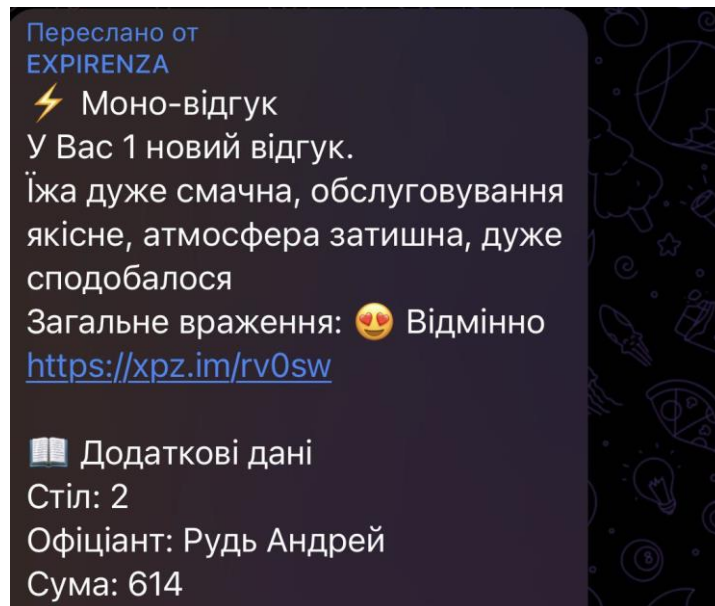 Переслано от
EXPIRENZA
⚡ Моно-відгук
У Вас 1 новий відгук.
Їжа дуже смачна, обслуговування
якісне, атмосфера затишна, дуже
сподобалося
Загальне враження: 😍 Відмінно
https://xpz.im/rv0sw
📖 Додаткові дані
Стіл: 2
Офіціант: Рудь Андрей
Сума: 614